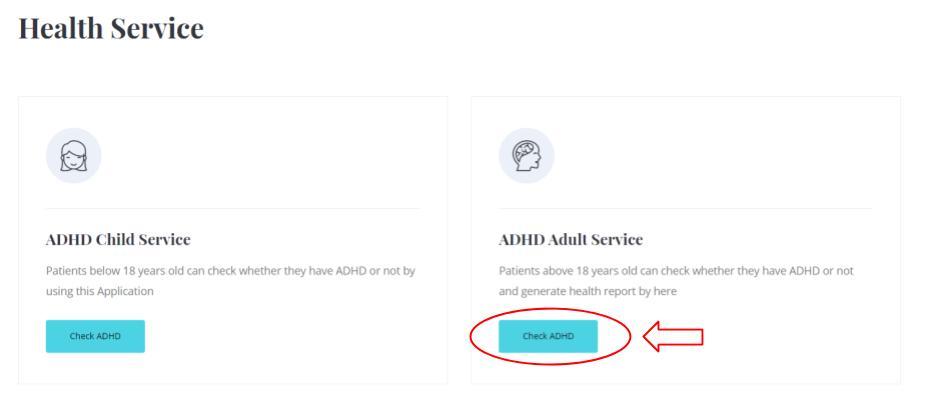 Health Service
ADHD Child Service
Patients below 18 years old can check whether they have ADHD or not by
using this Application
Check ADHD
ADHD Adult Service
Patients above 18 years old can check whether they have ADHD or not
and generate health report by here
Check ADHD